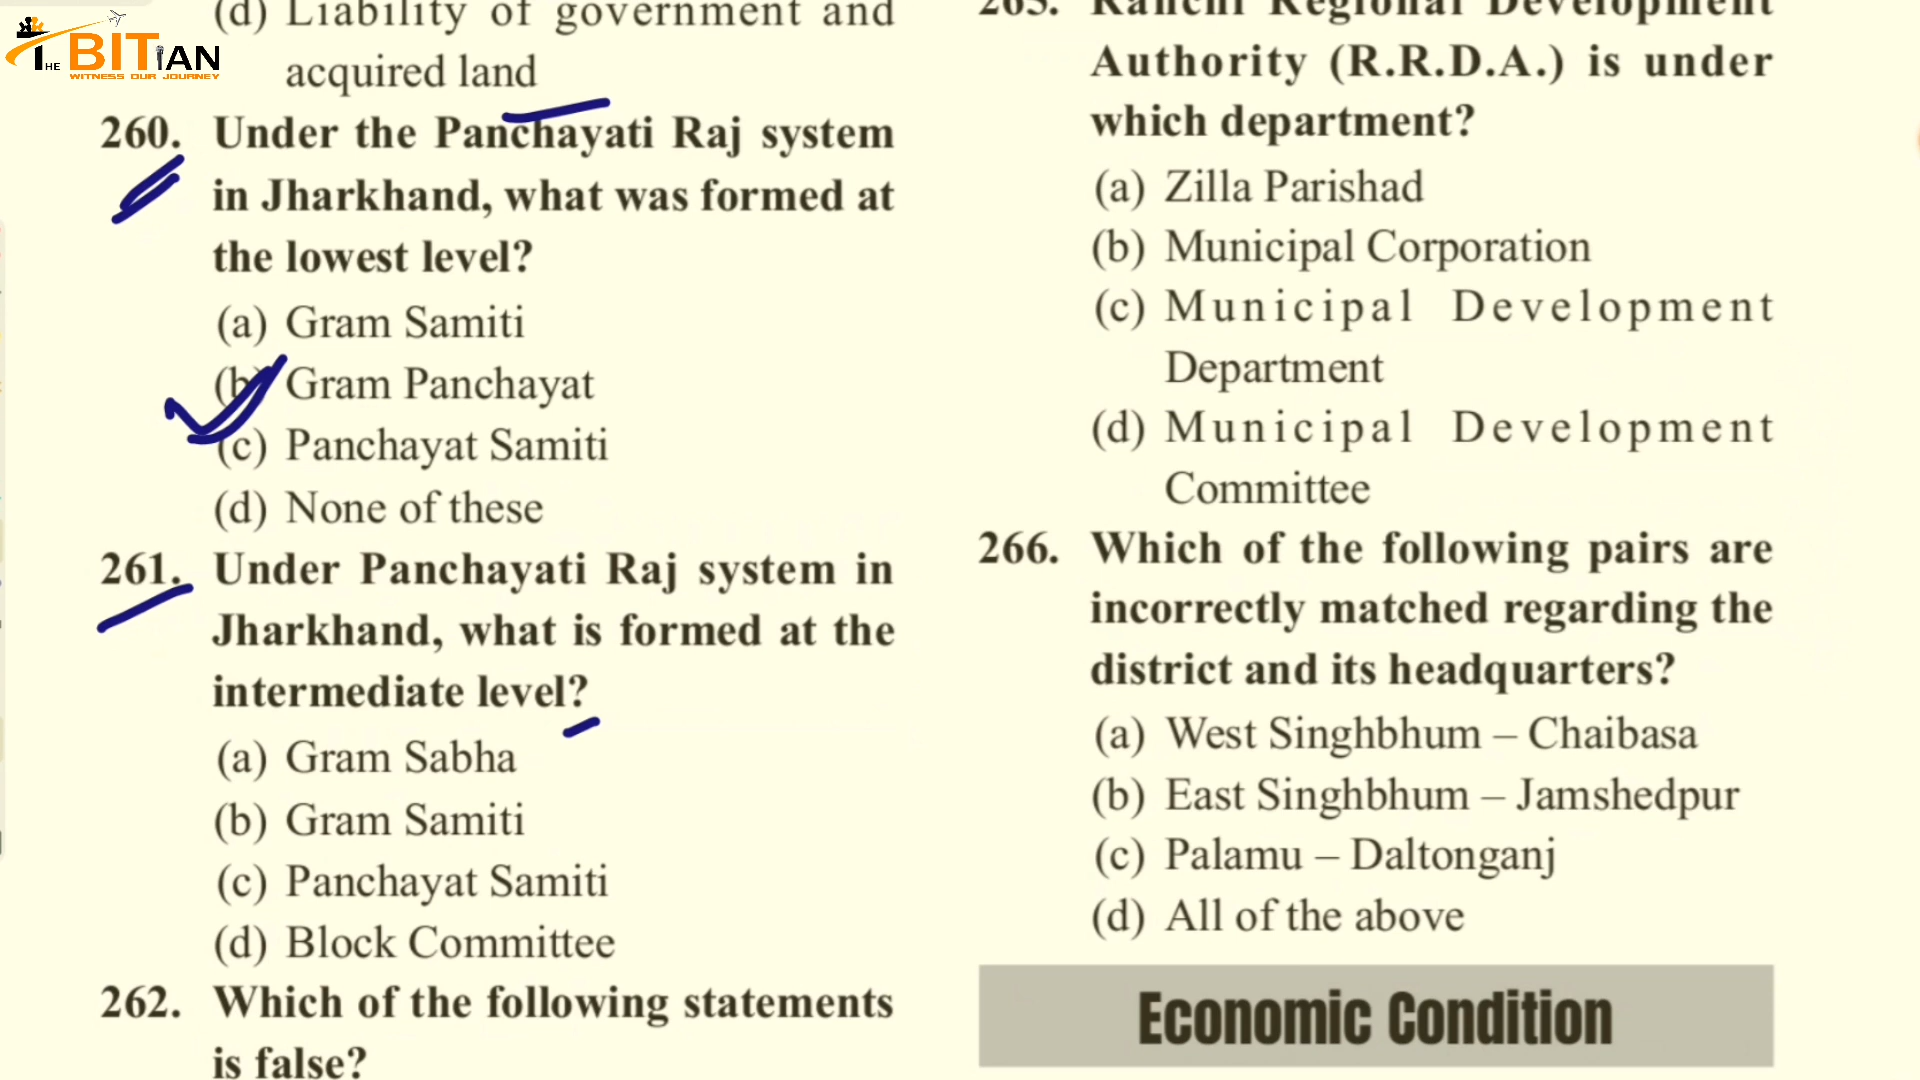 THE BITIAN
WITNESS OUR JOURNEY
(d) Liability of government and
acquired land
260. Under the Panchayati Raj system
in Jharkhand, what was formed at
the lowest level?
(a) Gram Samiti
(b) Gram Panchayat
(c) Panchayat Samiti
(d) None of these
261. Under Panchayati Raj system in
Jharkhand, what is formed at the
intermediate level?
(a) Gram Sabha
(b) Gram Samiti
(c) Panchayat Samiti
(d) Block Committee
262. Which of the following statements
is false?
265. Ranchi Regional Development
Authority (R.R.D.A.) is under
which department?
(a) Zilla Parishad
(b) Municipal Corporation
(c) Municipal Development
Department
(d) Municipal Development
Committee
266. Which of the following pairs are
incorrectly matched regarding the
district and its headquarters?
(a) West Singhbhum – Chaibasa
(b) East Singhbhum – Jamshedpur
(c) Palamu – Daltonganj
(d) All of the above
Economic Condition